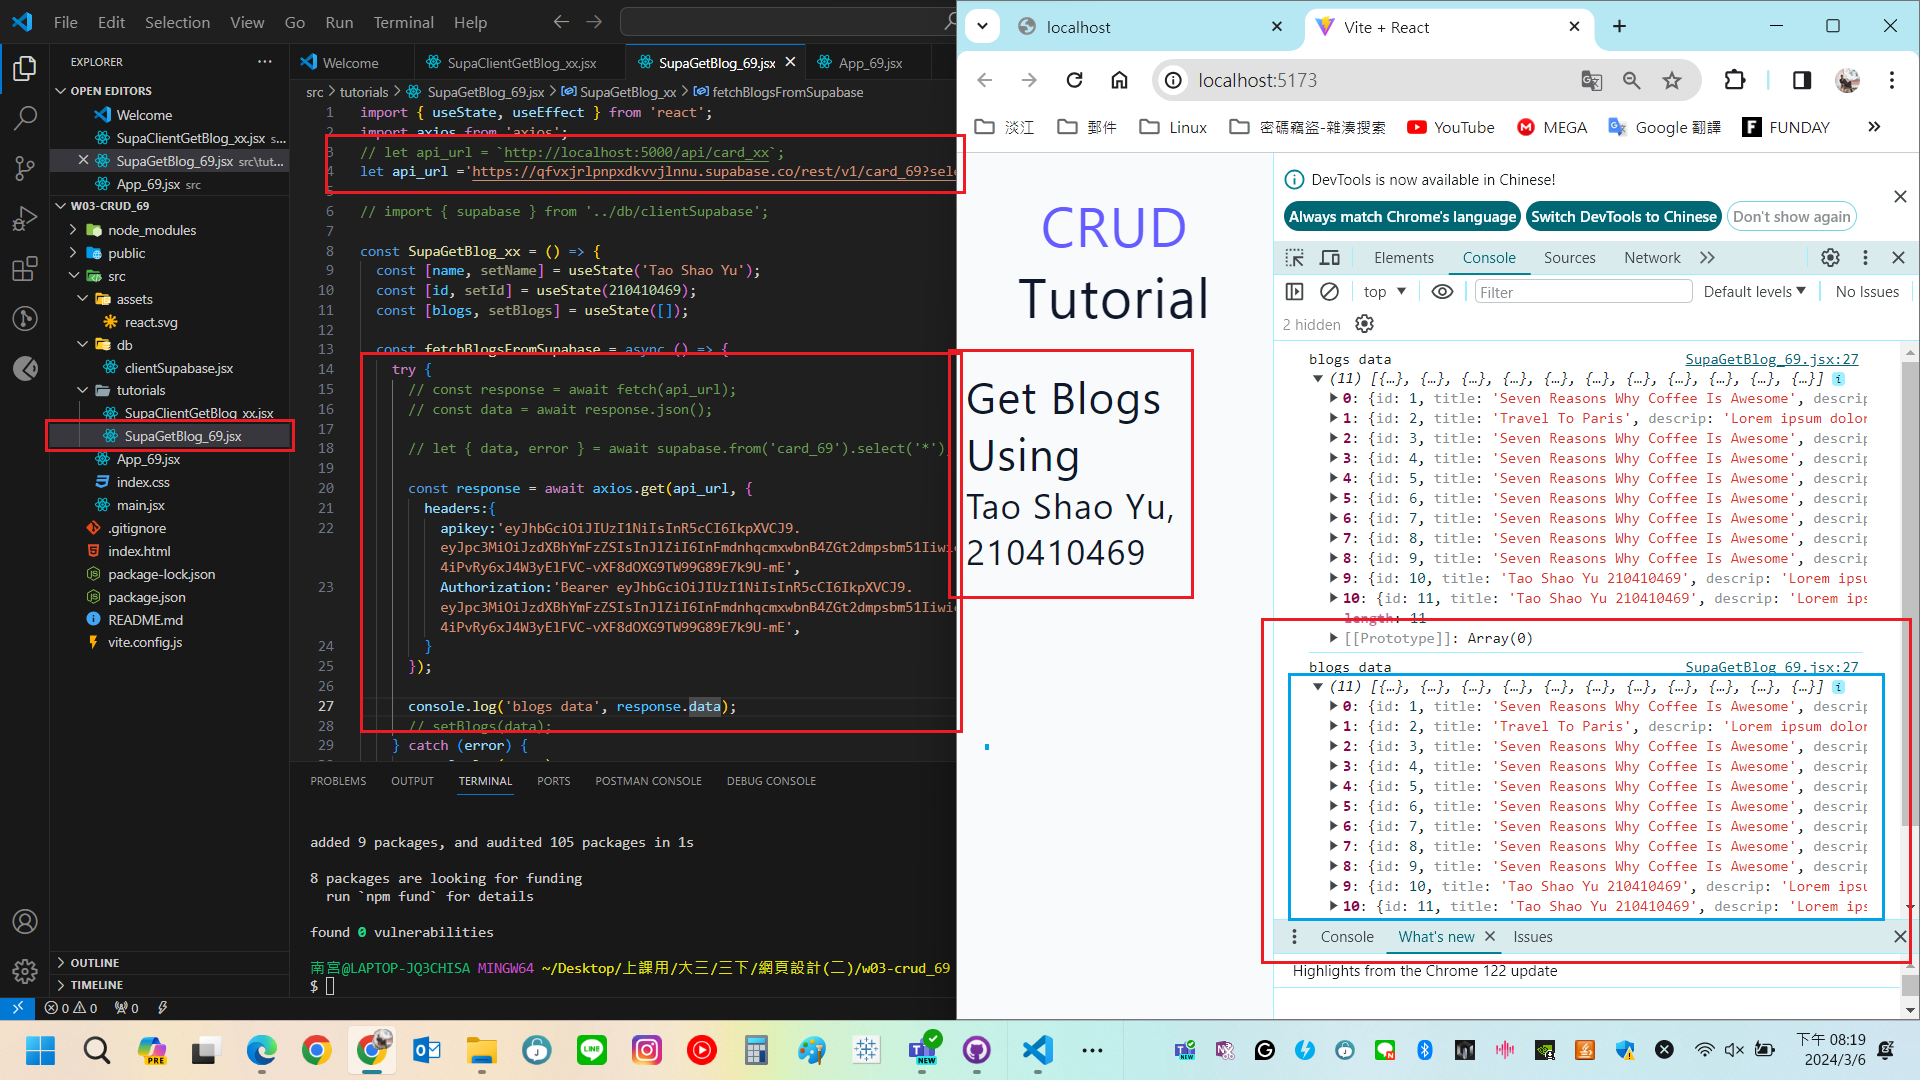 File Edit Selection View Go Run Terminal Help
EXPLORER
OPEN EDITORS
Welcome
SupaClientGetBlog_xx.jsx s...
SupaGetBlog_69.jsx src\tut...
App_69.jsx src
W03-CRUD_69
node_modules
public
src
assets
react.svg
db
clientSupabase.jsx
tutorials
SupaClientGetBlog_xx.jsx
SupaGetBlog_69.jsx
App_69.jsx
index.css
main.jsx
.gitignore
index.html
package-lock.json
package.json
README.md
vite.config.js
OUTLINE
TIMELINE
0 0 0
Welcome SupaClientGetBlog_xx.jsx SupaGetBlog_69.jsx App_69.jsx
src > tutorials > SupaGetBlog_69.jsx > SupaGetBlog_xx > fetchBlogsFromSupabase
1 import { useState, useEffect } from 'react';
2 import axios from 'axios';
3 // let api_url = `http://localhost:5000/api/card_xx`;
4 let api_url ='https://qfvxjrlpnpxdkvvjlnnu.supabase.co/rest/v1/card_69?sele
5
6 // import { supabase } from '../db/clientSupabase';
7
8 const SupaGetBlog_xx = () => {
9 const [name, setName] = useState('Tao Shao Yu');
10 const [id, setId] = useState(210410469);
11 const [blogs, setBlogs] = useState([]);
12
13 const fetchBlogsFromSupabase = async () => {
14 try {
15 // const response = await fetch(api_url);
16 // const data = await response.json();
17
18 // let { data, error } = await supabase.from('card_69').select('*')
19
20 const response = await axios.get(api_url, {
21 headers:{
22 apikey:'eyJhbGciOiJIUzI1NiIsInR5cCI6IkpXVCJ9.
eyJpc3MiOiJzdXBhYmFzZSIsInJlZiI6InFmdnhqcmxwbnB4ZGt2dmpsbm51Iiwi
4iPvRy6xJ4W3yElFVC-vXF8dOXG9TW99G89E7k9U-mE',
23 Authorization:'Bearer eyJhbGciOiJIUzI1NiIsInR5cCI6IkpXVCJ9.
eyJpc3MiOiJzdXBhYmFzZSIsInJlZiI6InFmdnhqcmxwbnB4ZGt2dmpsbm51Iiwi
4iPvRy6xJ4W3yElFVC-vXF8dOXG9TW99G89E7k9U-mE',
24 }
25 });
26
27 console.log('blogs data', response.data);
28 // setBlogs(data);
29 } catch (error) {
PROBLEMS OUTPUT TERMINAL PORTS POSTMAN CONSOLE DEBUG CONSOLE
added 9 packages, and audited 105 packages in 1s
8 packages are looking for funding
run `npm fund` for details
found 0 vulnerabilities
南宮@LAPTOP-JQ3CHISA MINGW64 ~/Desktop/上課用/大三/三下/網頁設計(二)/w03-crud_69
$
localhost Vite + React
localhost:5173
淡江 郵件 Linux 密碼竊盜-雜湊搜索 YouTube MEGA Google 翻譯 FUNDAY
CRUD
Tutorial
Get Blogs
Using
Tao Shao Yu,
210410469
DevTools is now available in Chinese!
Always match Chrome's language Switch DevTools to Chinese Don't show again
Elements Console Sources Network
top Filter Default levels No Issues
2 hidden
blogs data SupaGetBlog_69.jsx:27
(11) [{…}, {…}, {…}, {…}, {…}, {…}, {…}, {…}, {…}, {…}, {…}]
0: {id: 1, title: 'Seven Reasons Why Coffee Is Awesome', descrip
1: {id: 2, title: 'Travel To Paris', descrip: 'Lorem ipsum dolor
2: {id: 3, title: 'Seven Reasons Why Coffee Is Awesome', descrip
3: {id: 4, title: 'Seven Reasons Why Coffee Is Awesome', descrip
4: {id: 5, title: 'Seven Reasons Why Coffee Is Awesome', descrip
5: {id: 6, title: 'Seven Reasons Why Coffee Is Awesome', descrip
6: {id: 7, title: 'Seven Reasons Why Coffee Is Awesome', descrip
7: {id: 8, title: 'Seven Reasons Why Coffee Is Awesome', descrip
8: {id: 9, title: 'Seven Reasons Why Coffee Is Awesome', descrip
9: {id: 10, title: 'Tao Shao Yu 210410469', descrip: 'Lorem ipsu
10: {id: 11, title: 'Tao Shao Yu 210410469', descrip: 'Lorem ips
length: 11
[[Prototype]]: Array(0)
blogs data SupaGetBlog_69.jsx:27
(11) [{…}, {…}, {…}, {…}, {…}, {…}, {…}, {…}, {…}, {…}, {…}]
0: {id: 1, title: 'Seven Reasons Why Coffee Is Awesome', descrip
1: {id: 2, title: 'Travel To Paris', descrip: 'Lorem ipsum dolor
2: {id: 3, title: 'Seven Reasons Why Coffee Is Awesome', descrip
3: {id: 4, title: 'Seven Reasons Why Coffee Is Awesome', descrip
4: {id: 5, title: 'Seven Reasons Why Coffee Is Awesome', descrip
5: {id: 6, title: 'Seven Reasons Why Coffee Is Awesome', descrip
6: {id: 7, title: 'Seven Reasons Why Coffee Is Awesome', descrip
7: {id: 8, title: 'Seven Reasons Why Coffee Is Awesome', descrip
8: {id: 9, title: 'Seven Reasons Why Coffee Is Awesome', descrip
9: {id: 10, title: 'Tao Shao Yu 210410469', descrip: 'Lorem ipsu
10: {id: 11, title: 'Tao Shao Yu 210410469', descrip: 'Lorem ips
Console What's new Issues
Highlights from the Chrome 122 update
下午 08:19
2024/3/6